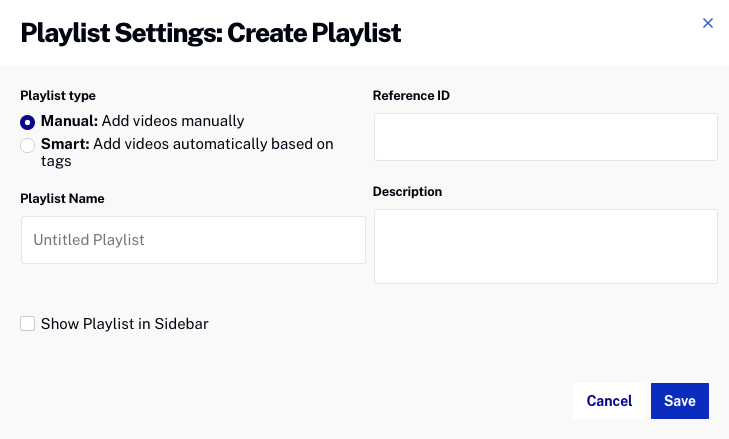 Playlist Settings: Create Playlist
Playlist type
Manual: Add videos manually
Smart: Add videos automatically based on
tags
Playlist Name
Untitled Playlist
Show Playlist in Sidebar
Reference ID
Description
Cancel
Save